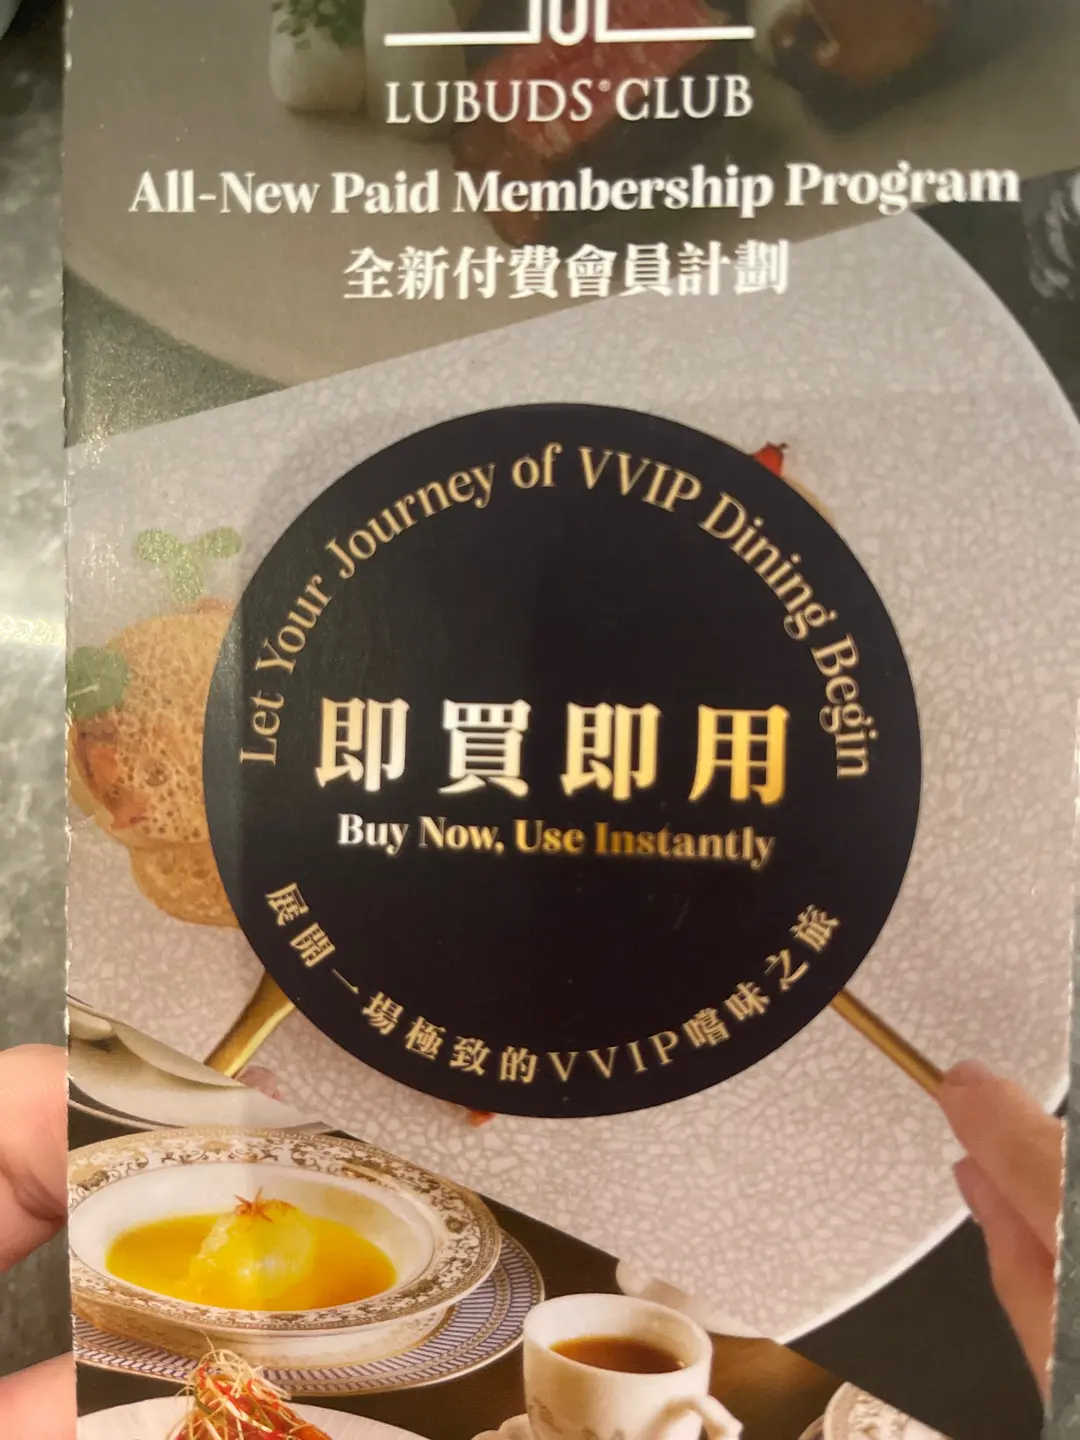 LUBUDS®CLUB
All-New Paid Membership Program
全新付費會員計劃
Let Your Journey of VVIP Dining Begin
即買即用
Buy Now, Use Instantly
展開一場極致的VVIP嚐味之旅